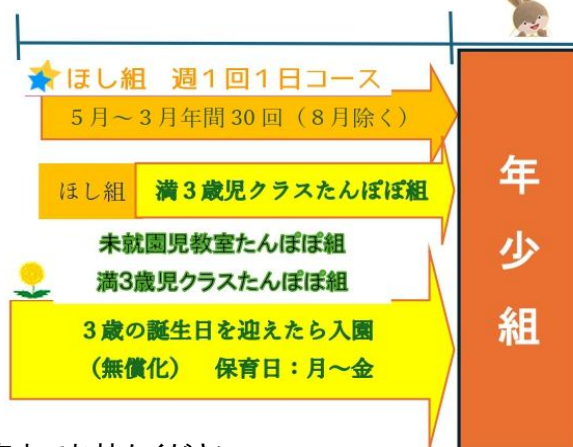 ほし組 週1回1日コース
5月～3月年間30回（8月除く）
ほし組 満3歳児クラスたんぽぽ組
未就園児教室たんぽぽ組
満3歳児クラスたんぽぽ組
3歳の誕生日を迎えたら入園
（無償化） 保育日：月～金
年少組